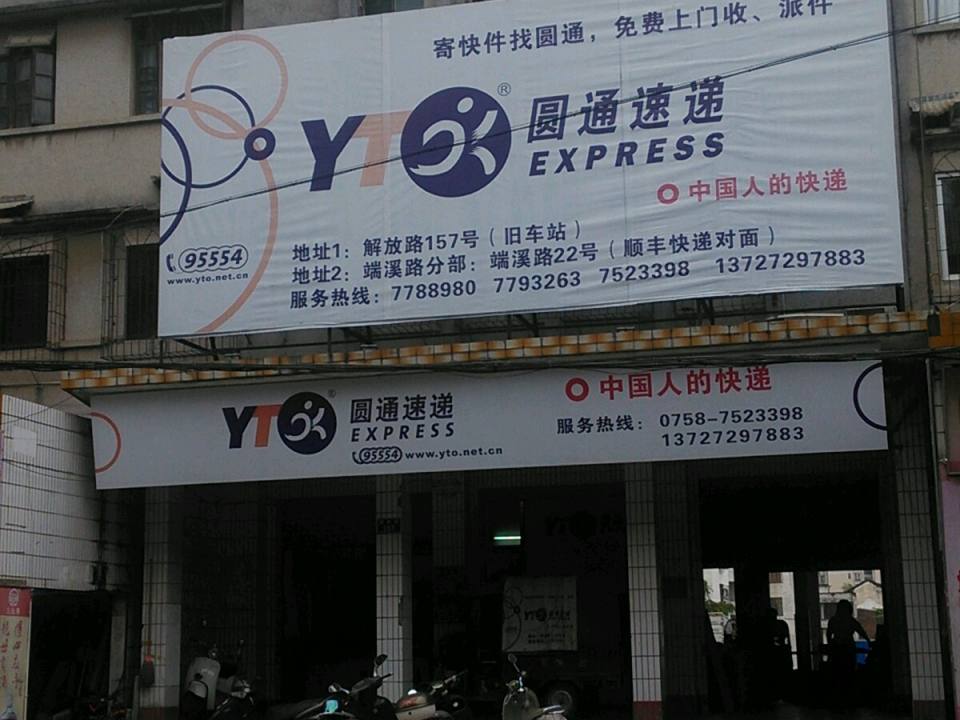 寄快件找圆通，免费上门收、派件
YTO ® 圆通速递
EXPRESS
中国人的快递
95554
www.yto.net.cn
地址1：解放路157号（旧车站）
地址2：端溪路分部：端溪路22号（顺丰快递对面）
服务热线：7788980 7793263 7523398 13727297883
YTO 圆通速递
EXPRESS
95554 www.yto.net.cn
中国人的快递
服务热线：0758-7523398
13727297883
YTO